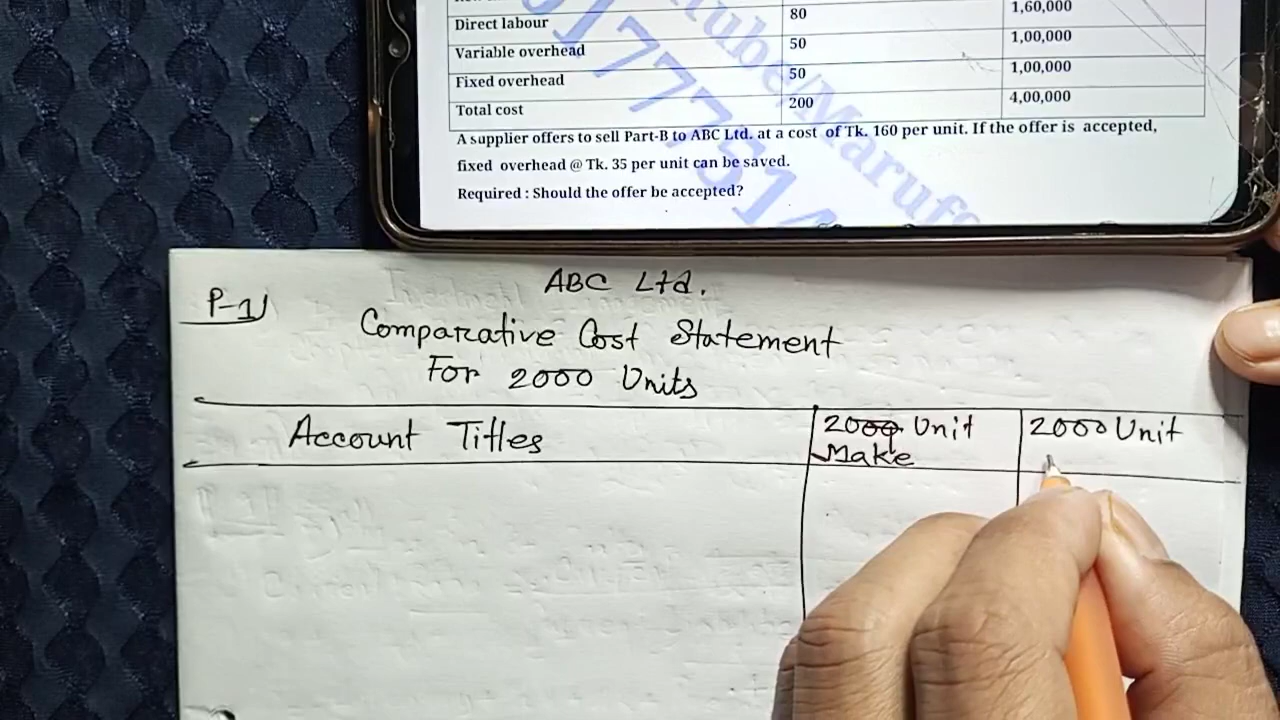 1,60,000
Direct labour 80
1,00,000
Variable overhead 50
Fixed overhead 50 1,00,000
Total cost 200 4,00,000
A supplier offers to sell Part-B to ABC Ltd. at a cost of Tk. 160 per unit. If the offer is accepted,
fixed overhead @ Tk. 35 per unit can be saved.
Required : Should the offer be accepted?
P-1
ABC Ltd.
Comparative Cost Statement
For 2000 Units
Account Titles
2000 Unit
Make
2000 Unit